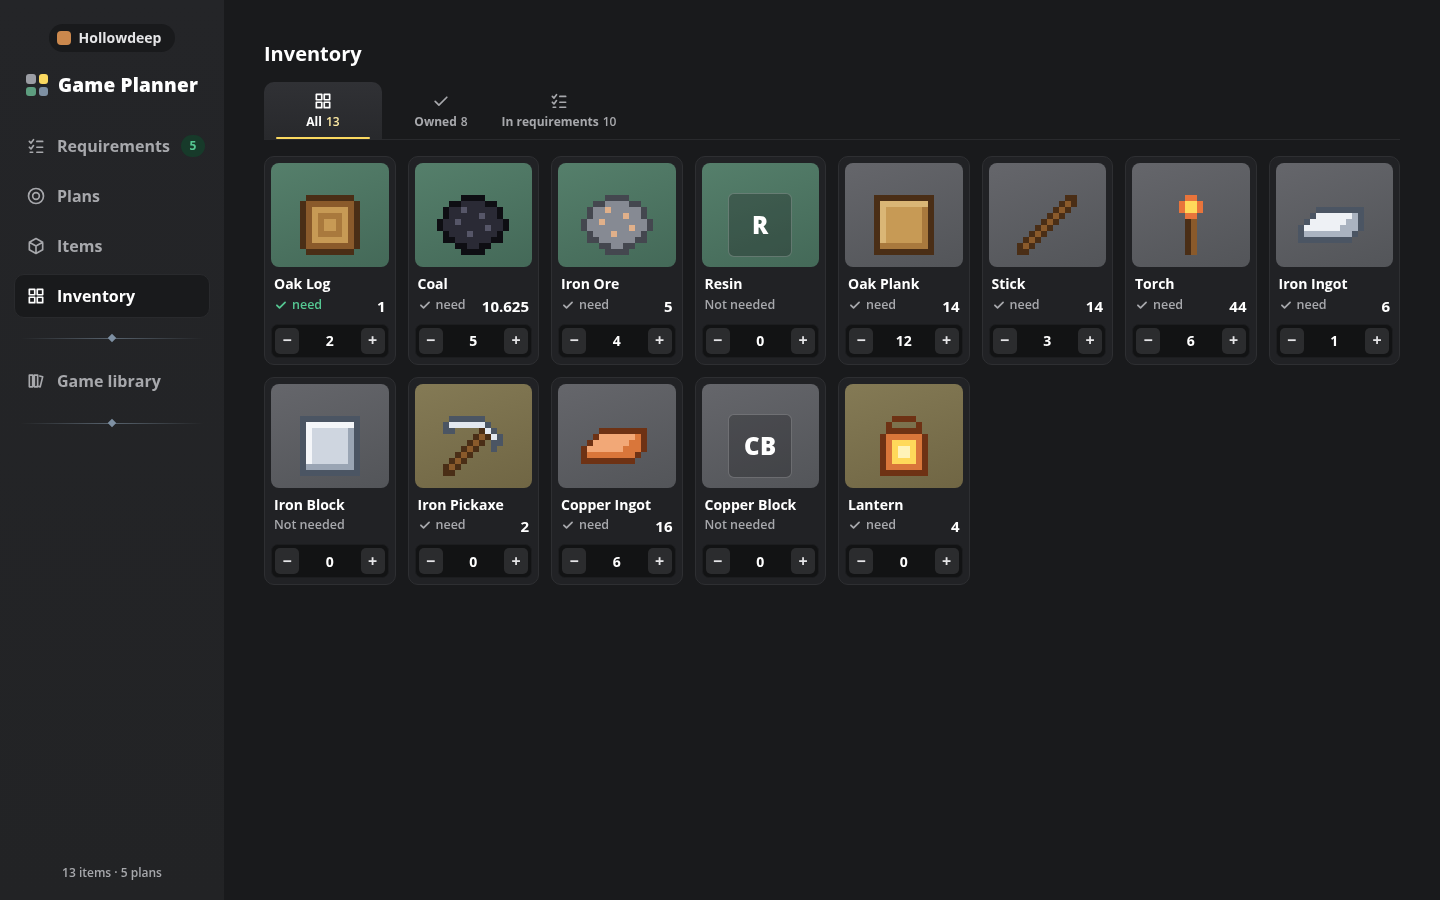 Hollowdeep
Game Planner
Requirements 5
Plans
Items
Inventory
Game library
13 items · 5 plans
Inventory
All 13
Owned 8
In requirements 10
Oak Log
need 1
− 2 +
Coal
need 10.625
− 5 +
Iron Ore
need 5
− 4 +
R
Resin
Not needed
− 0 +
Oak Plank
need 14
− 12 +
Stick
need 14
− 3 +
Torch
need 44
− 6 +
Iron Ingot
need 6
− 1 +
Iron Block
Not needed
− 0 +
Iron Pickaxe
need 2
− 0 +
Copper Ingot
need 16
− 6 +
CB
Copper Block
Not needed
− 0 +
Lantern
need 4
− 0 +